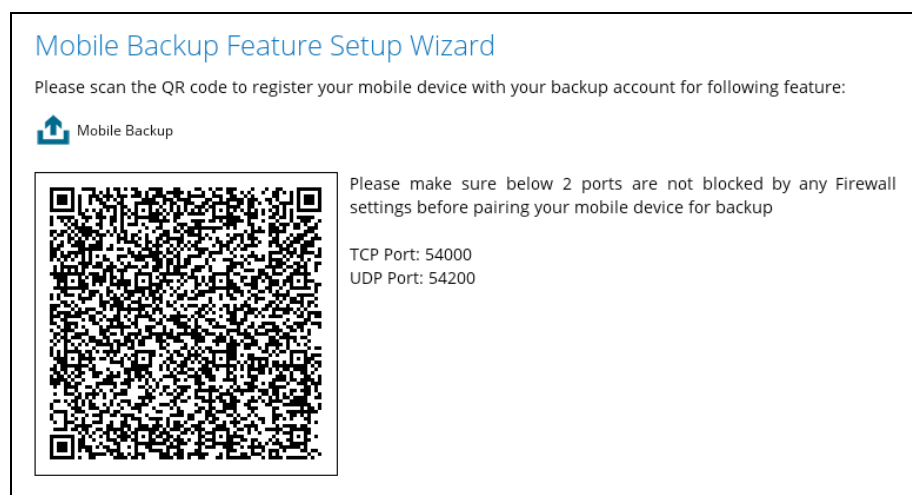 Mobile Backup Feature Setup Wizard
Please scan the QR code to register your mobile device with your backup account for following feature:
Mobile Backup
Please make sure below 2 ports are not blocked by any Firewall
settings before pairing your mobile device for backup
TCP Port: 54000
UDP Port: 54200